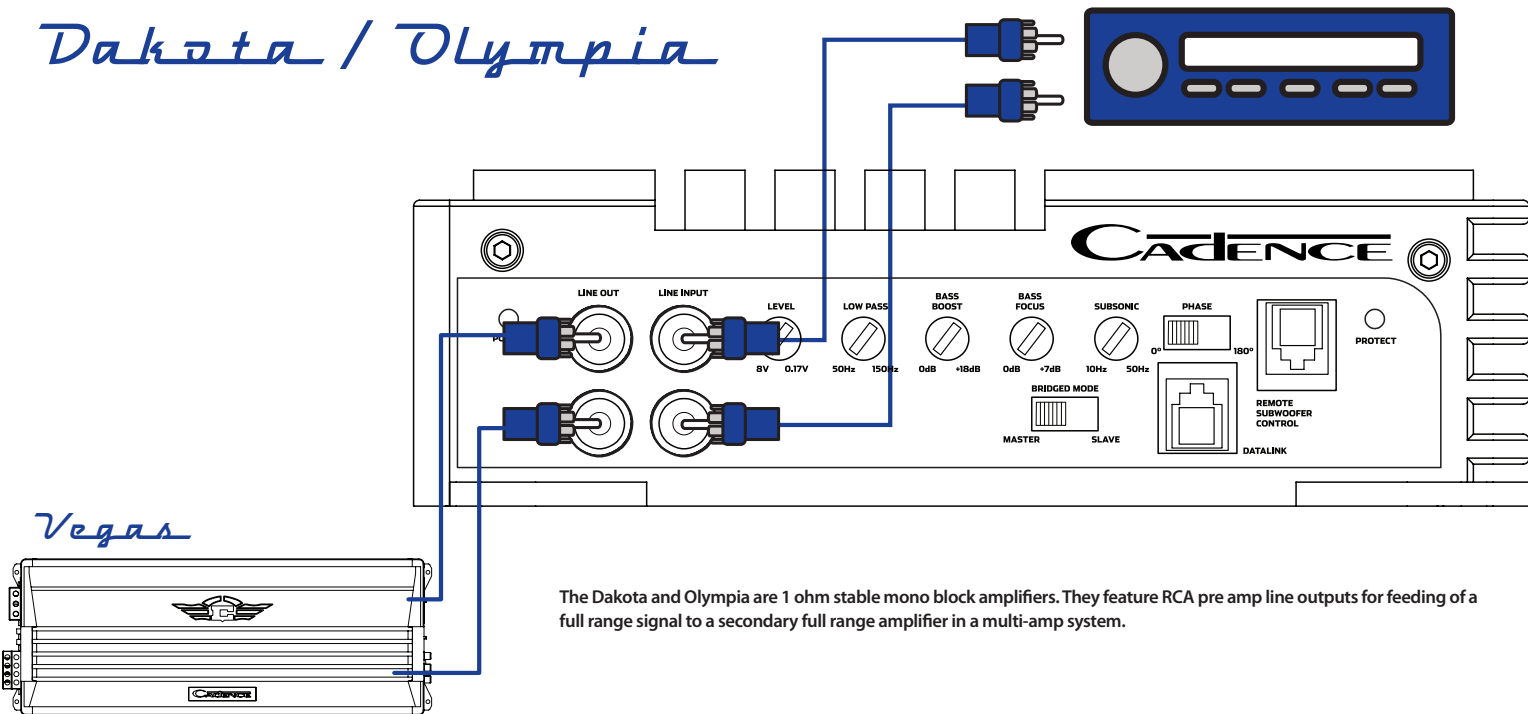 Dakota / Olympia
CADENCE
LINE OUT
LINE INPUT
LEVEL
LOW PASS
BASS
BOOST
BASS
FOCUS
SUBSONIC
PHASE
PROTECT
8V 0.17V
50Hz 150Hz
0dB +18dB
0dB +7dB
10Hz 50Hz
0° 180°
BRIDGED MODE
MASTER SLAVE
REMOTE
SUBWOOFER
CONTROL
DATALINK
Vegas
CADENCE
The Dakota and Olympia are 1 ohm stable mono block amplifiers. They feature RCA pre amp line outputs for feeding of a
full range signal to a secondary full range amplifier in a multi-amp system.